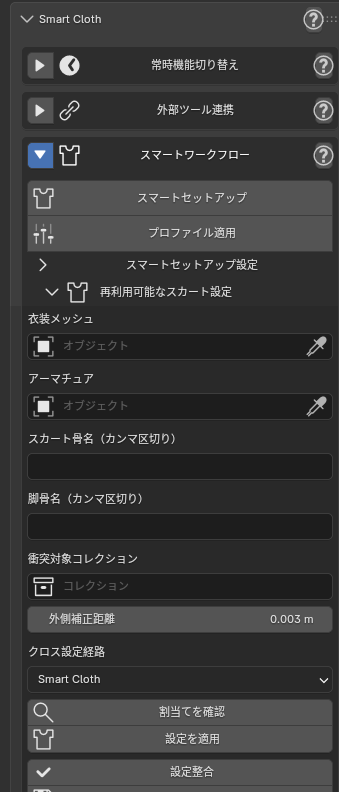 Smart Cloth
常時機能切り替え
外部ツール連携
スマートワークフロー
スマートセットアップ
プロファイル適用
スマートセットアップ設定
再利用可能なスカート設定
衣装メッシュ
オブジェクト
アーマチュア
オブジェクト
スカート骨名（カンマ区切り）
脚骨名（カンマ区切り）
衝突対象コレクション
コレクション
外側補正距離 0.003 m
クロス設定経路
Smart Cloth
割当てを確認
設定を適用
設定整合